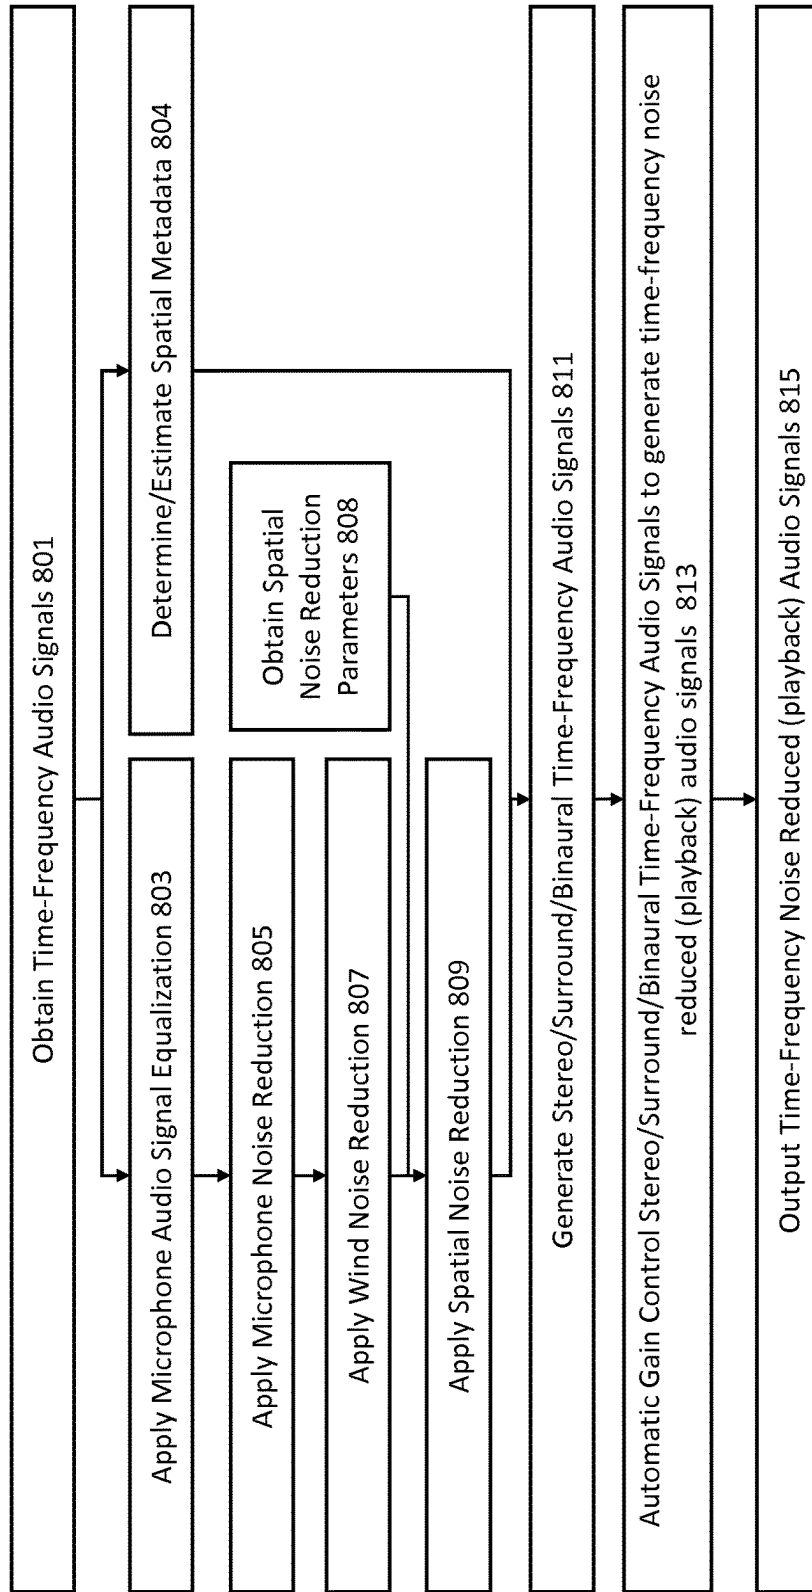 Obtain Time-Frequency Audio Signals 801
Apply Microphone Audio Signal Equalization 803
Determine/Estimate Spatial Metadata 804
Apply Microphone Noise Reduction 805
Obtain Spatial
Noise Reduction
Parameters 808
Apply Wind Noise Reduction 807
Apply Spatial Noise Reduction 809
Generate Stereo/Surround/Binaural Time-Frequency Audio Signals 811
Automatic Gain Control Stereo/Surround/Binaural Time-Frequency Audio Signals to generate time-frequency noise
reduced (playback) audio signals 813
Output Time-Frequency Noise Reduced (playback) Audio Signals 815